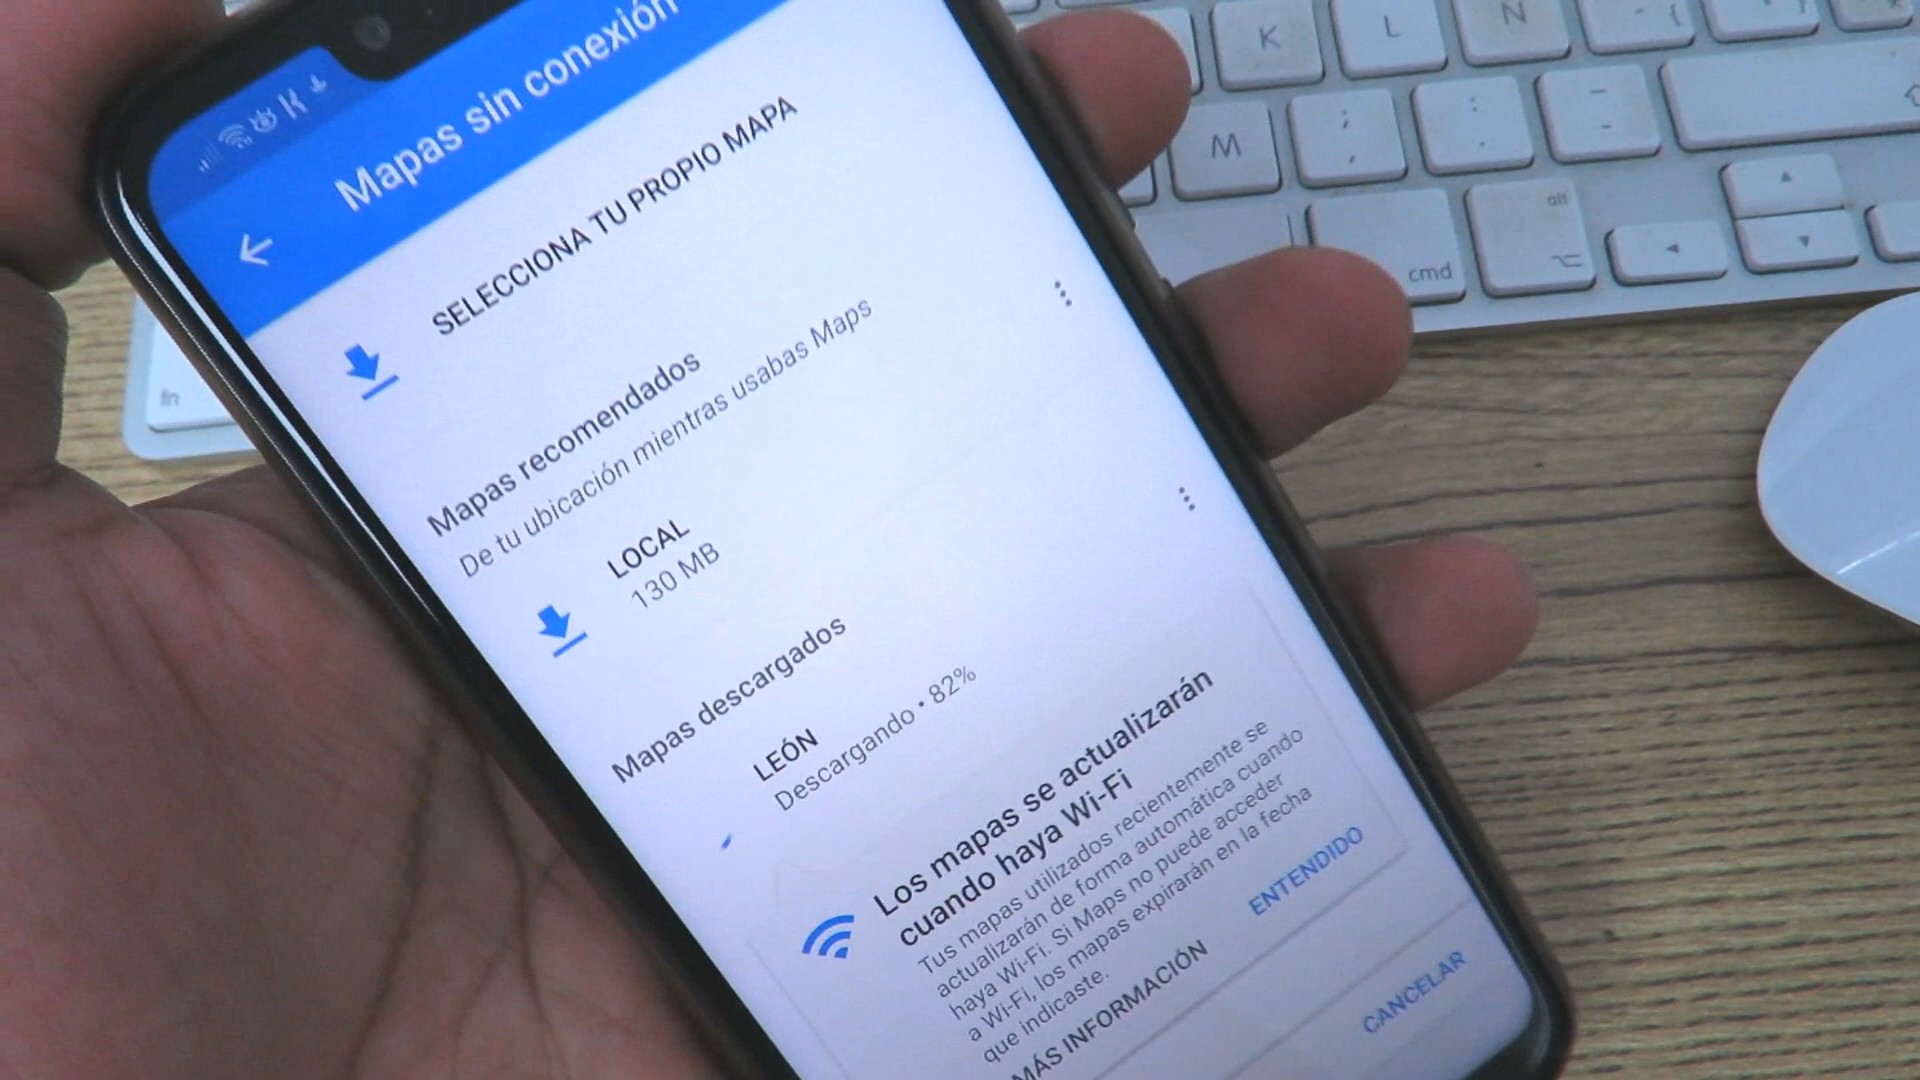 Mapas sin conexión
SELECCIONA TU PROPIO MAPA
Mapas recomendados
De tu ubicación mientras usabas Maps
LOCAL
130 MB
Mapas descargados
LEÓN
Descargando • 82%
Los mapas se actualizarán
cuando haya Wi-Fi
Tus mapas utilizados recientemente se
actualizarán de forma automática cuando
haya Wi-Fi. Si Maps no puede acceder
a Wi-Fi, los mapas expirarán en la fecha
que indicaste.
MÁS INFORMACIÓN
ENTENDIDO
CANCELAR
K
L
M
; ,
: .
alt
cmd
fn